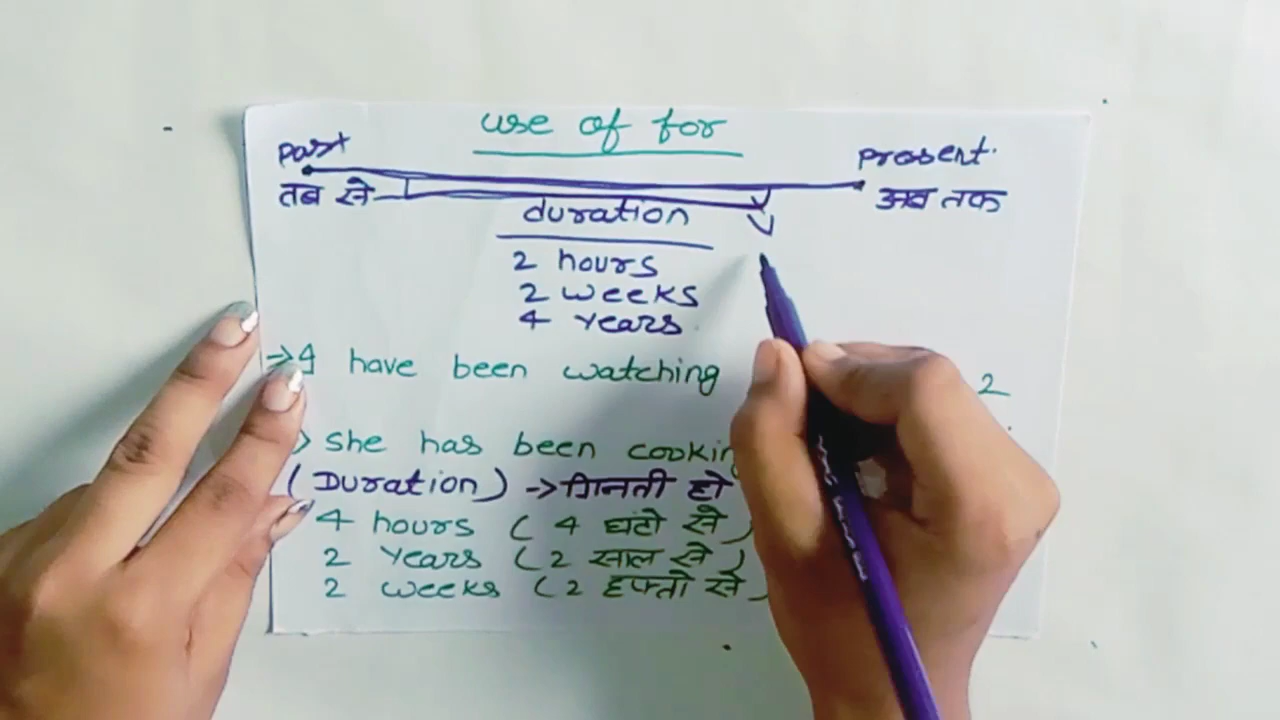 use of for
Past Present.
तब से अब तक
duration
2 hours
2 weeks
4 years
→ I have been watching 2
She has been cookin
(Duration) → गिनती हो
4 hours ( 4 घंटो से )
2 years ( 2 साल से )
2 weeks ( 2 हफ्तो से )